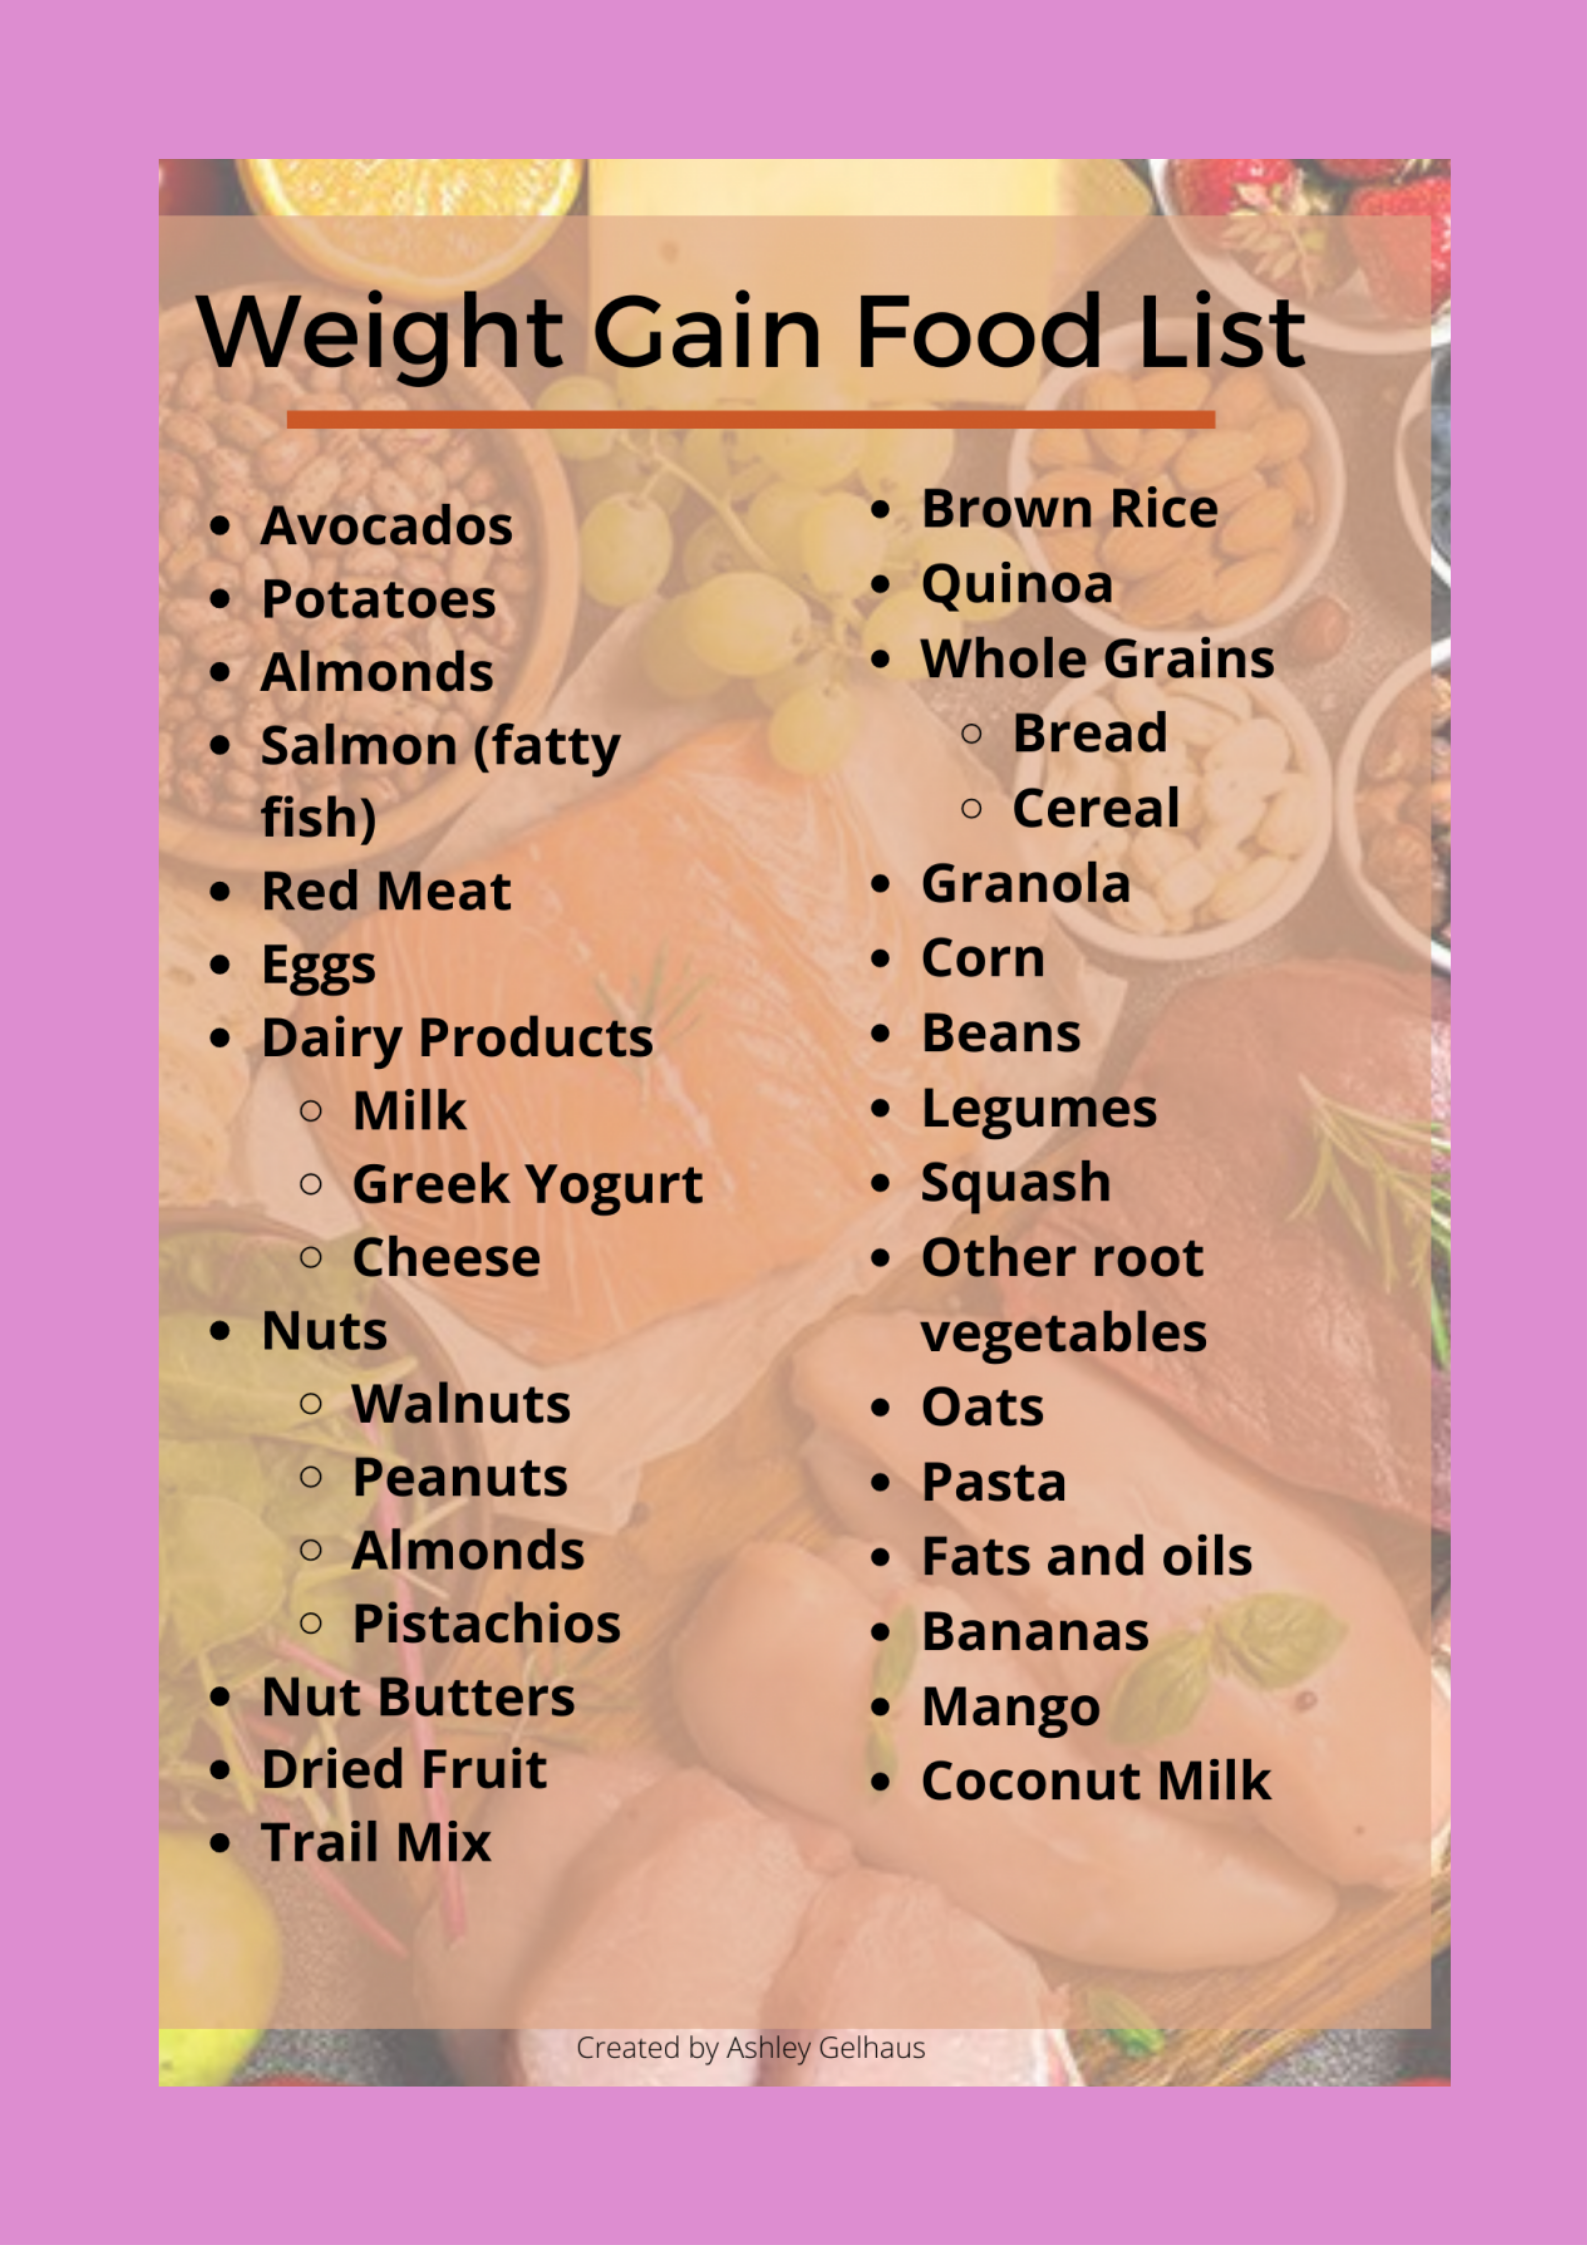 Weight Gain Food List
• Avocados
• Potatoes
• Almonds
• Salmon (fatty
fish)
• Red Meat
• Eggs
• Dairy Products
○ Milk
○ Greek Yogurt
○ Cheese
• Nuts
○ Walnuts
○ Peanuts
○ Almonds
○ Pistachios
• Nut Butters
• Dried Fruit
• Trail Mix
• Brown Rice
• Quinoa
• Whole Grains
○ Bread
○ Cereal
• Granola
• Corn
• Beans
• Legumes
• Squash
• Other root
vegetables
• Oats
• Pasta
• Fats and oils
• Bananas
• Mango
• Coconut Milk
Created by Ashley Gelhaus